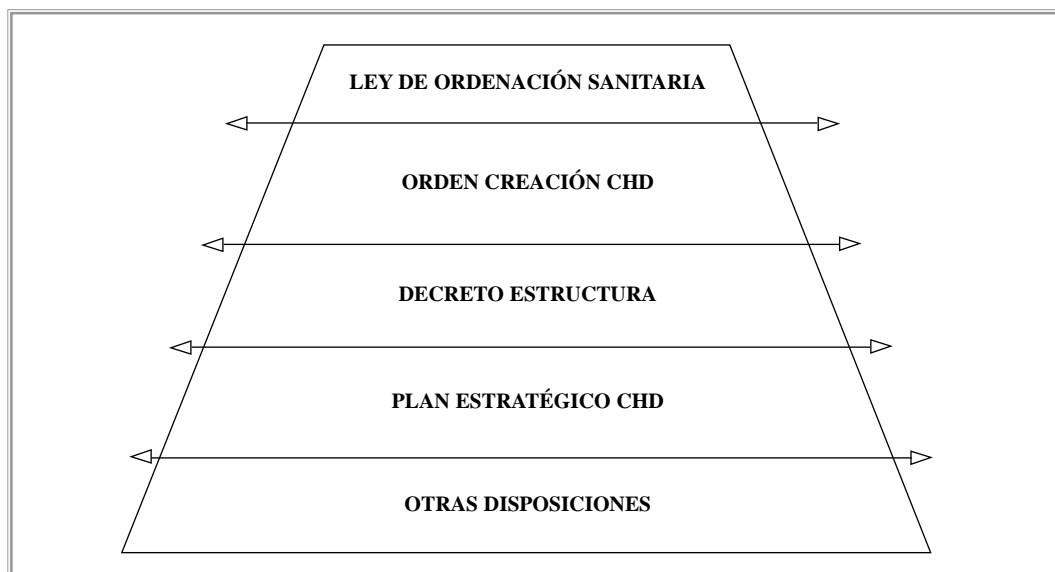 LEY DE ORDENACIÓN SANITARIA
ORDEN CREACIÓN CHD
DECRETO ESTRUCTURA
PLAN ESTRATÉGICO CHD
OTRAS DISPOSICIONES